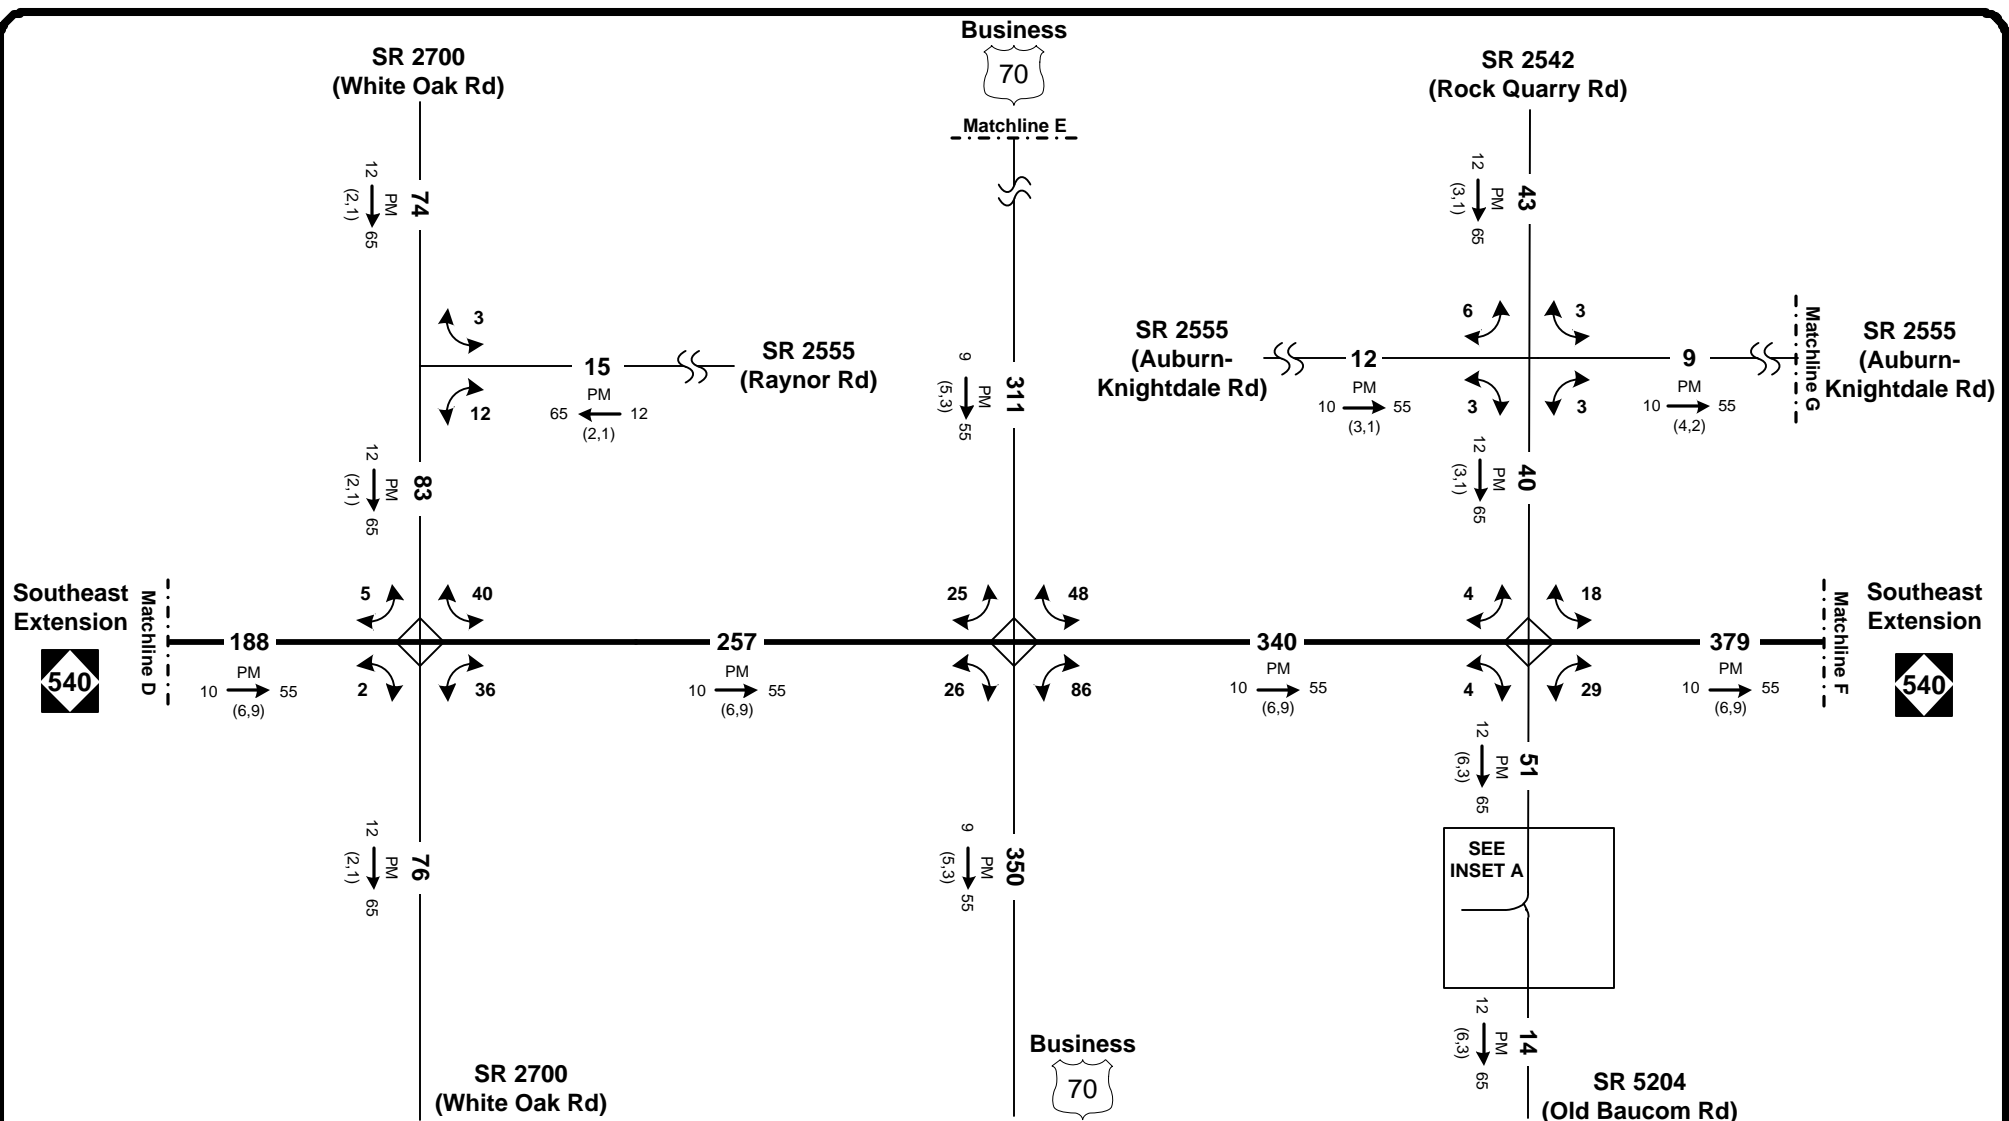 Business
70
Matchline E
SR 2700
(White Oak Rd)
SR 2542
(Rock Quarry Rd)
12
PM
(2,1)
65
74
12
PM
(3,1)
65
43
3
12
15
PM
65
12
(2,1)
SR 2555
(Raynor Rd)
9
PM
(5,3)
55
311
SR 2555
(Auburn-
Knightdale Rd)
6
3
3
3
12
PM
10
55
(3,1)
9
PM
10
55
(4,2)
Matchline G
SR 2555
(Auburn-
Knightdale Rd)
12
PM
(2,1)
65
83
12
PM
(3,1)
65
40
Southeast
Extension
540
Matchline D
188
PM
10
55
(6,9)
5
40
2
36
257
PM
10
55
(6,9)
25
48
26
86
340
PM
10
55
(6,9)
4
18
4
29
379
PM
10
55
(6,9)
Matchline F
Southeast
Extension
540
12
PM
(2,1)
65
76
9
PM
(5,3)
55
350
12
PM
(6,3)
65
51
SEE
INSET A
12
PM
(6,3)
65
14
SR 2700
(White Oak Rd)
Business
70
SR 5204
(Old Baucom Rd)